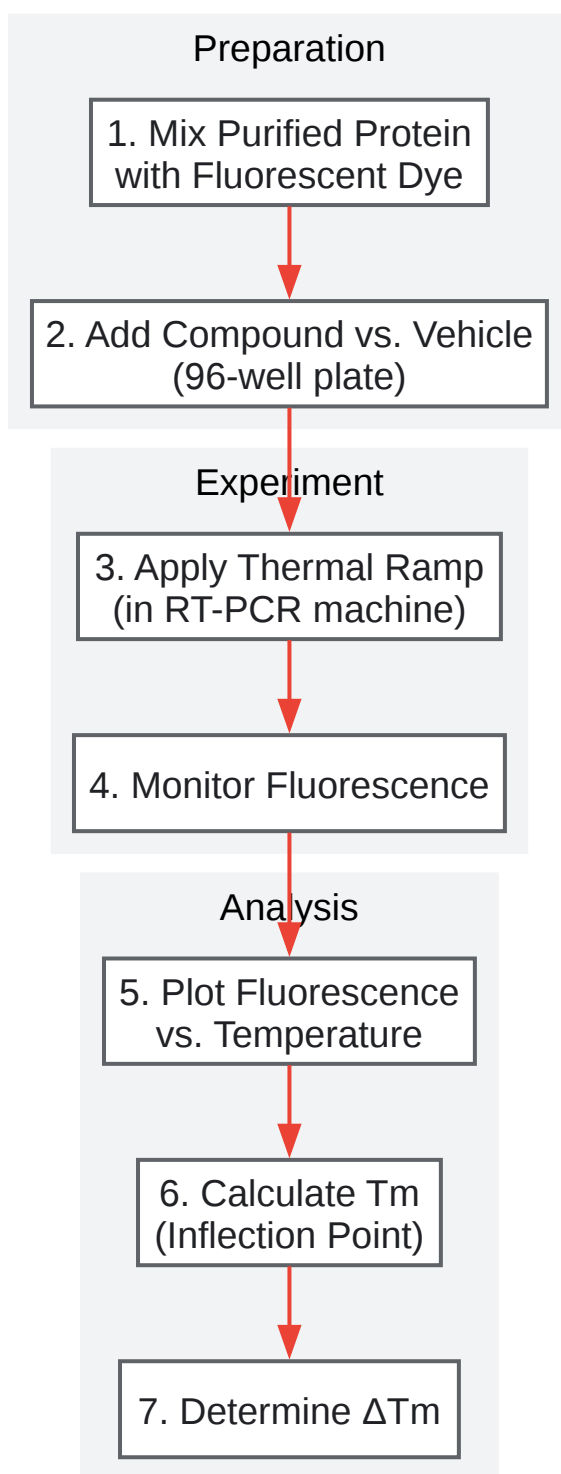 Preparation
1. Mix Purified Protein
with Fluorescent Dye
2. Add Compound vs. Vehicle
(96-well plate)
Experiment
3. Apply Thermal Ramp
(in RT-PCR machine)
4. Monitor Fluorescence
Analysis
5. Plot Fluorescence
vs. Temperature
6. Calculate Tm
(Inflection Point)
7. Determine ΔTm